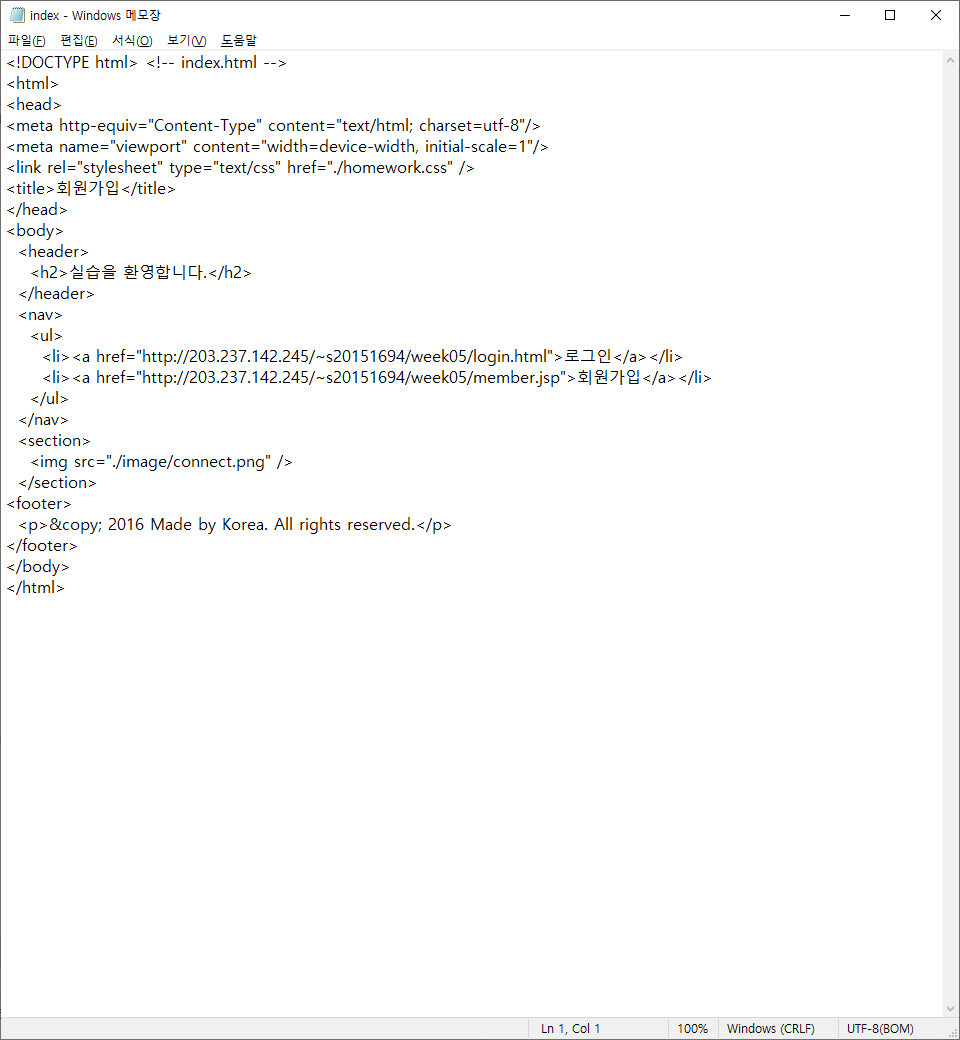 index - Windows 메모장
파일(F) 편집(E) 서식(O) 보기(V) 도움말
<!DOCTYPE html> <!-- index.html -->
<html>
<head>
<meta http-equiv="Content-Type" content="text/html; charset=utf-8"/>
<meta name="viewport" content="width=device-width, initial-scale=1"/>
<link rel="stylesheet" type="text/css" href="./homework.css" />
<title>회원가입</title>
</head>
<body>
  <header>
    <h2>실습을 환영합니다.</h2>
  </header>
  <nav>
    <ul>
      <li><a href="http://203.237.142.245/~s20151694/week05/login.html">로그인</a></li>
      <li><a href="http://203.237.142.245/~s20151694/week05/member.jsp">회원가입</a></li>
    </ul>
  </nav>
  <section>
    <img src="./image/connect.png" />
  </section>
<footer>
  <p>&copy; 2016 Made by Korea. All rights reserved.</p>
</footer>
</body>
</html>
Ln 1, Col 1 100% Windows (CRLF) UTF-8(BOM)